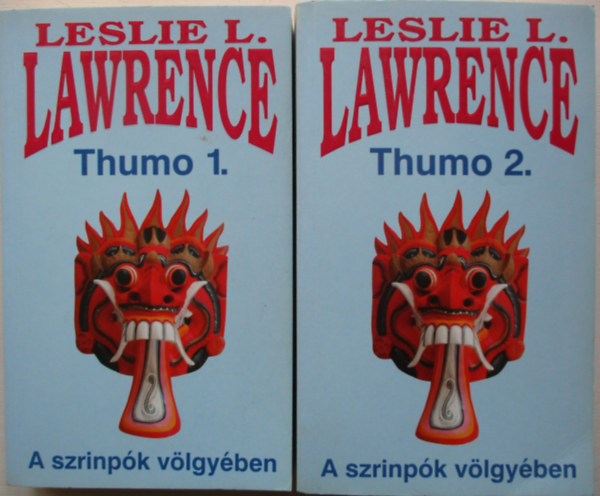 LESLIE L.
LAWRENCE
Thumo 1.
A szrinpók völgyében
LESLIE L.
LAWRENCE
Thumo 2.
A szrinpók völgyében